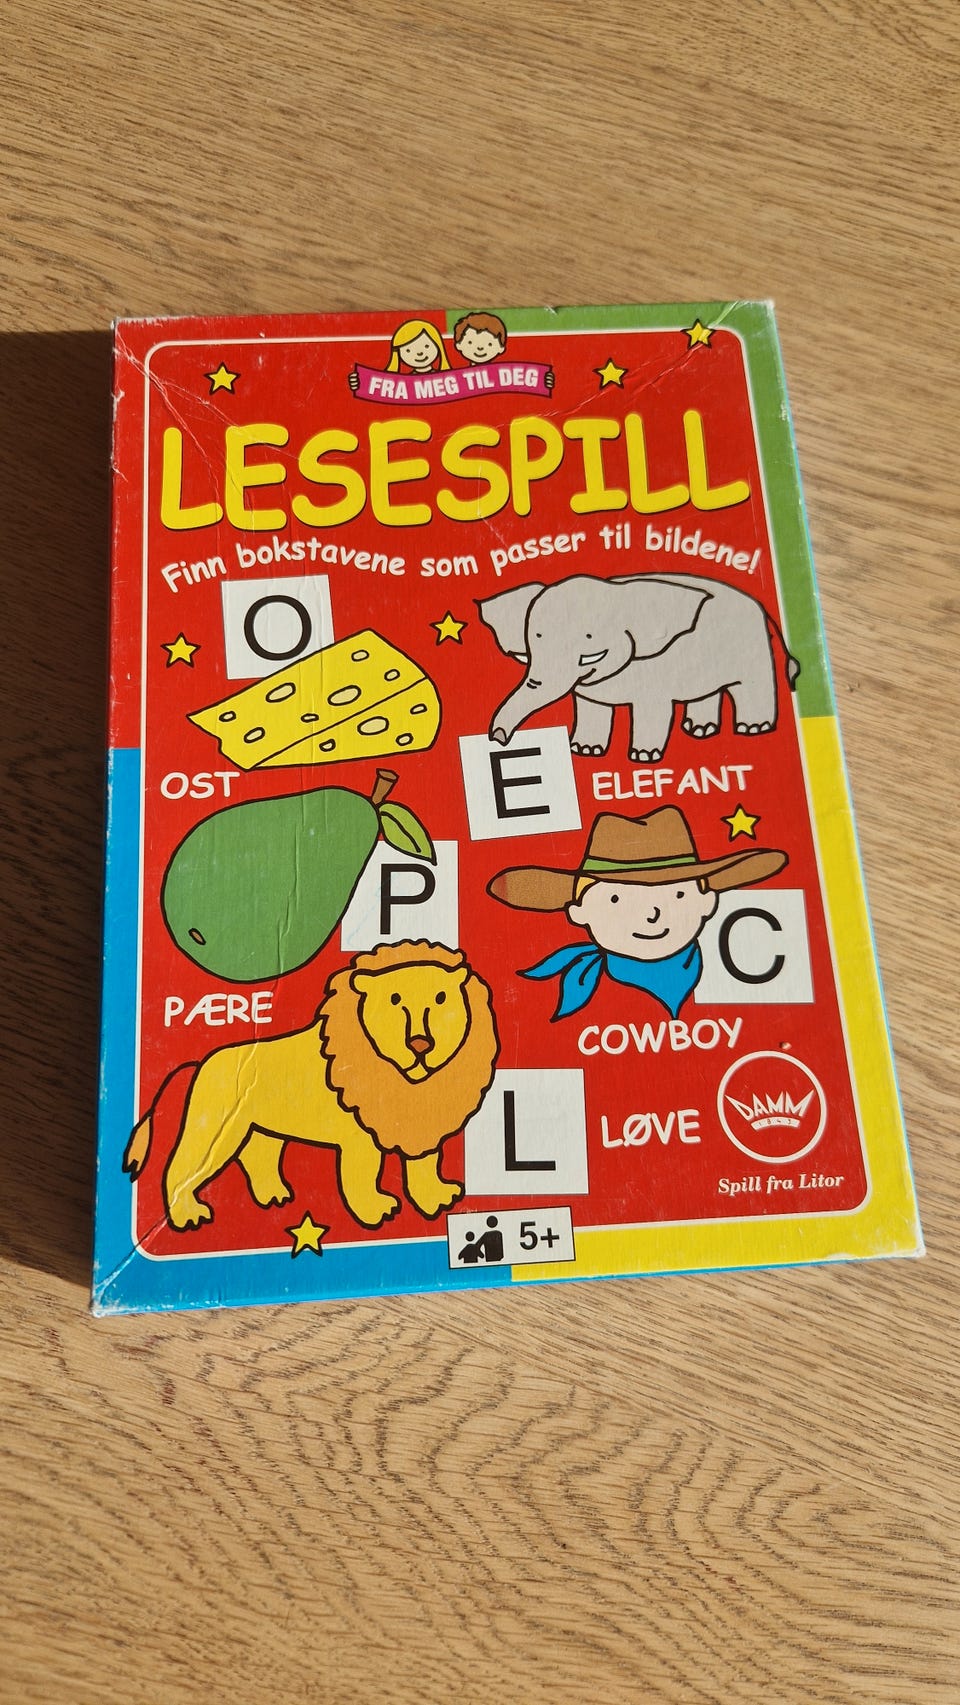 FRA MEG TIL DEG
LESESPILL
Finn bokstavene som passer til bildene!
O
OST
E
ELEFANT
P
PÆRE
C
COWBOY
L
LØVE
DAMM
1843
Spill fra Litor
5+